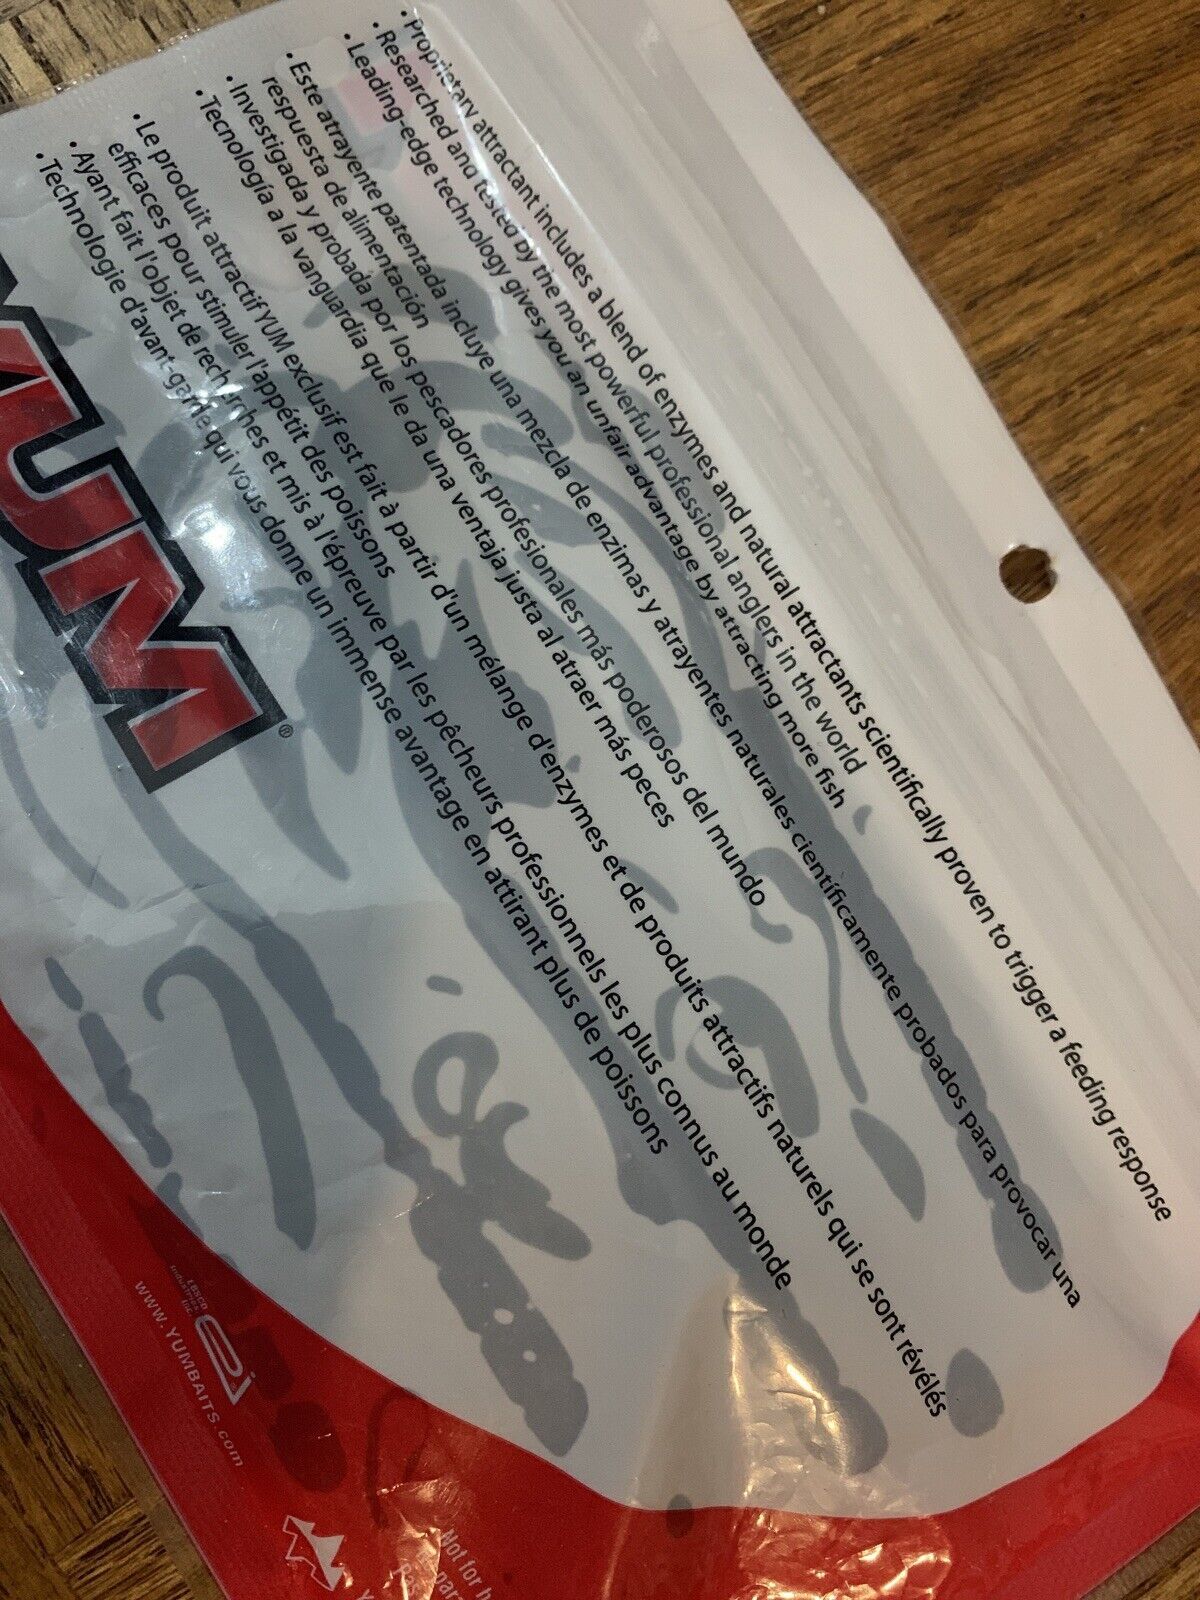 • Proprietary attractant includes a blend of enzymes and natural attractants scientifically proven to trigger a feeding response
• Researched and tested by the most powerful professional anglers in the world
• Leading-edge technology gives you an unfair advantage by attracting more fish
• Este atrayente patentada incluye una mezcla de enzimas y atrayentes naturales científicamente probados para provocar una
respuesta de alimentación
• Investigada y probada por los pescadores profesionales más poderosos del mundo
• Tecnología a la vanguardia que le da una ventaja justa al atraer más peces
• Le produit attractif YUM exclusif est fait à partir d'un mélange d'enzymes et de produits attractifs naturels qui se sont révélés
efficaces pour stimuler l'appétit des poissons
• Ayant fait l'objet de recherches et mis à l'épreuve par les pêcheurs professionnels les plus connus au monde
• Technologie d'avant-garde qui vous donne un immense avantage en attirant plus de poissons
YUM®
www.YUMBAITS.com
Not for h